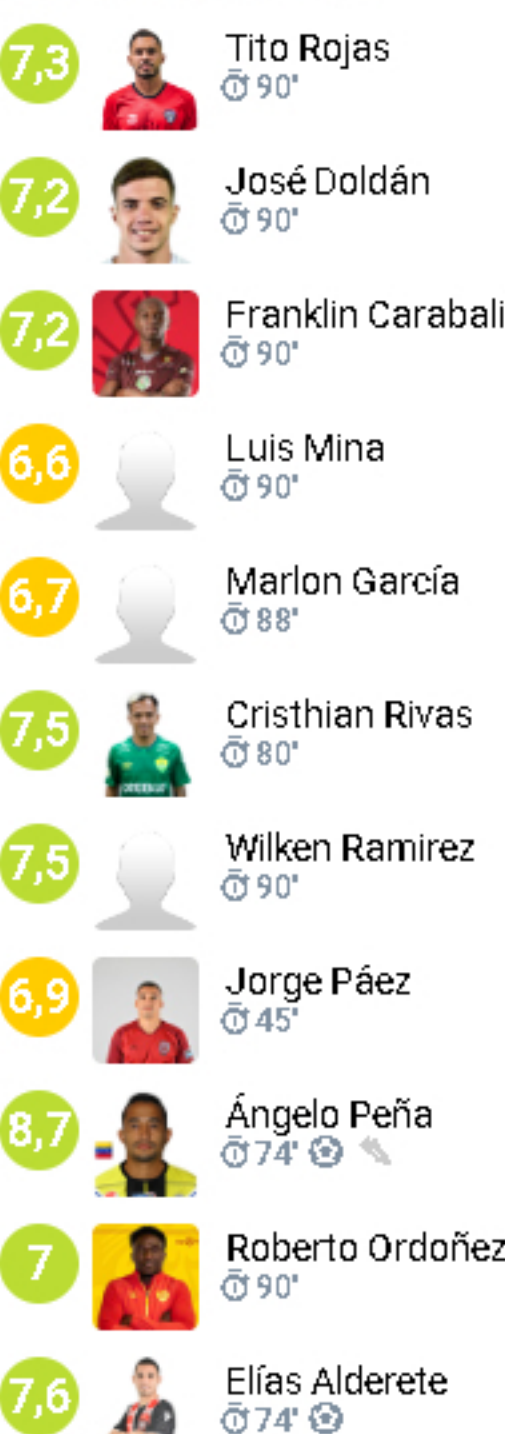 7,3 Tito Rojas
90'
7,2 José Doldán
90'
7,2 Franklin Carabali
90'
6,6 Luis Mina
90'
6,7 Marlon García
88'
7,5 Cristhian Rivas
80'
7,5 Wilken Ramirez
90'
6,9 Jorge Páez
45'
8,7 Ángelo Peña
74'
7 Roberto Ordoñez
90'
7,6 Elías Alderete
74'